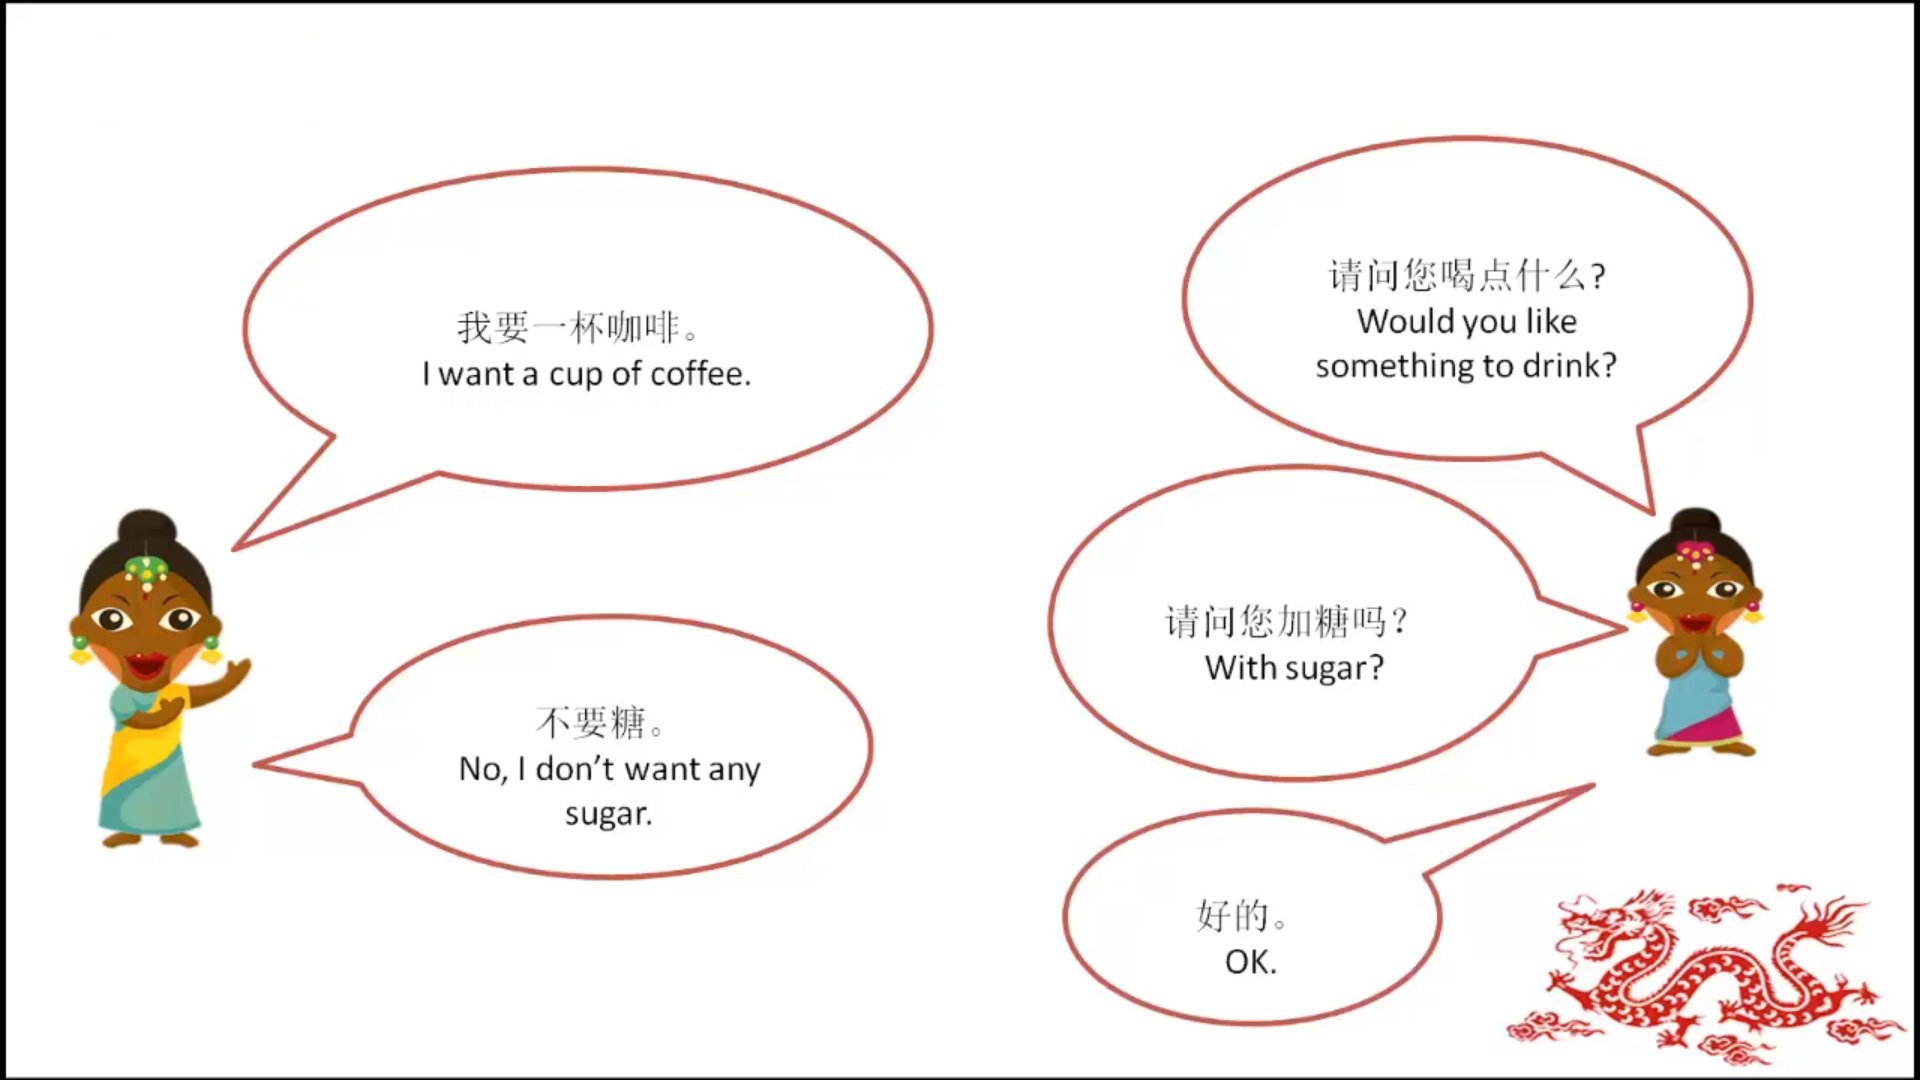 请问您喝点什么?
Would you like
something to drink?
我要一杯咖啡。
I want a cup of coffee.
请问您加糖吗?
With sugar?
不要糖。
No, I don’t want any
sugar.
好的。
OK.